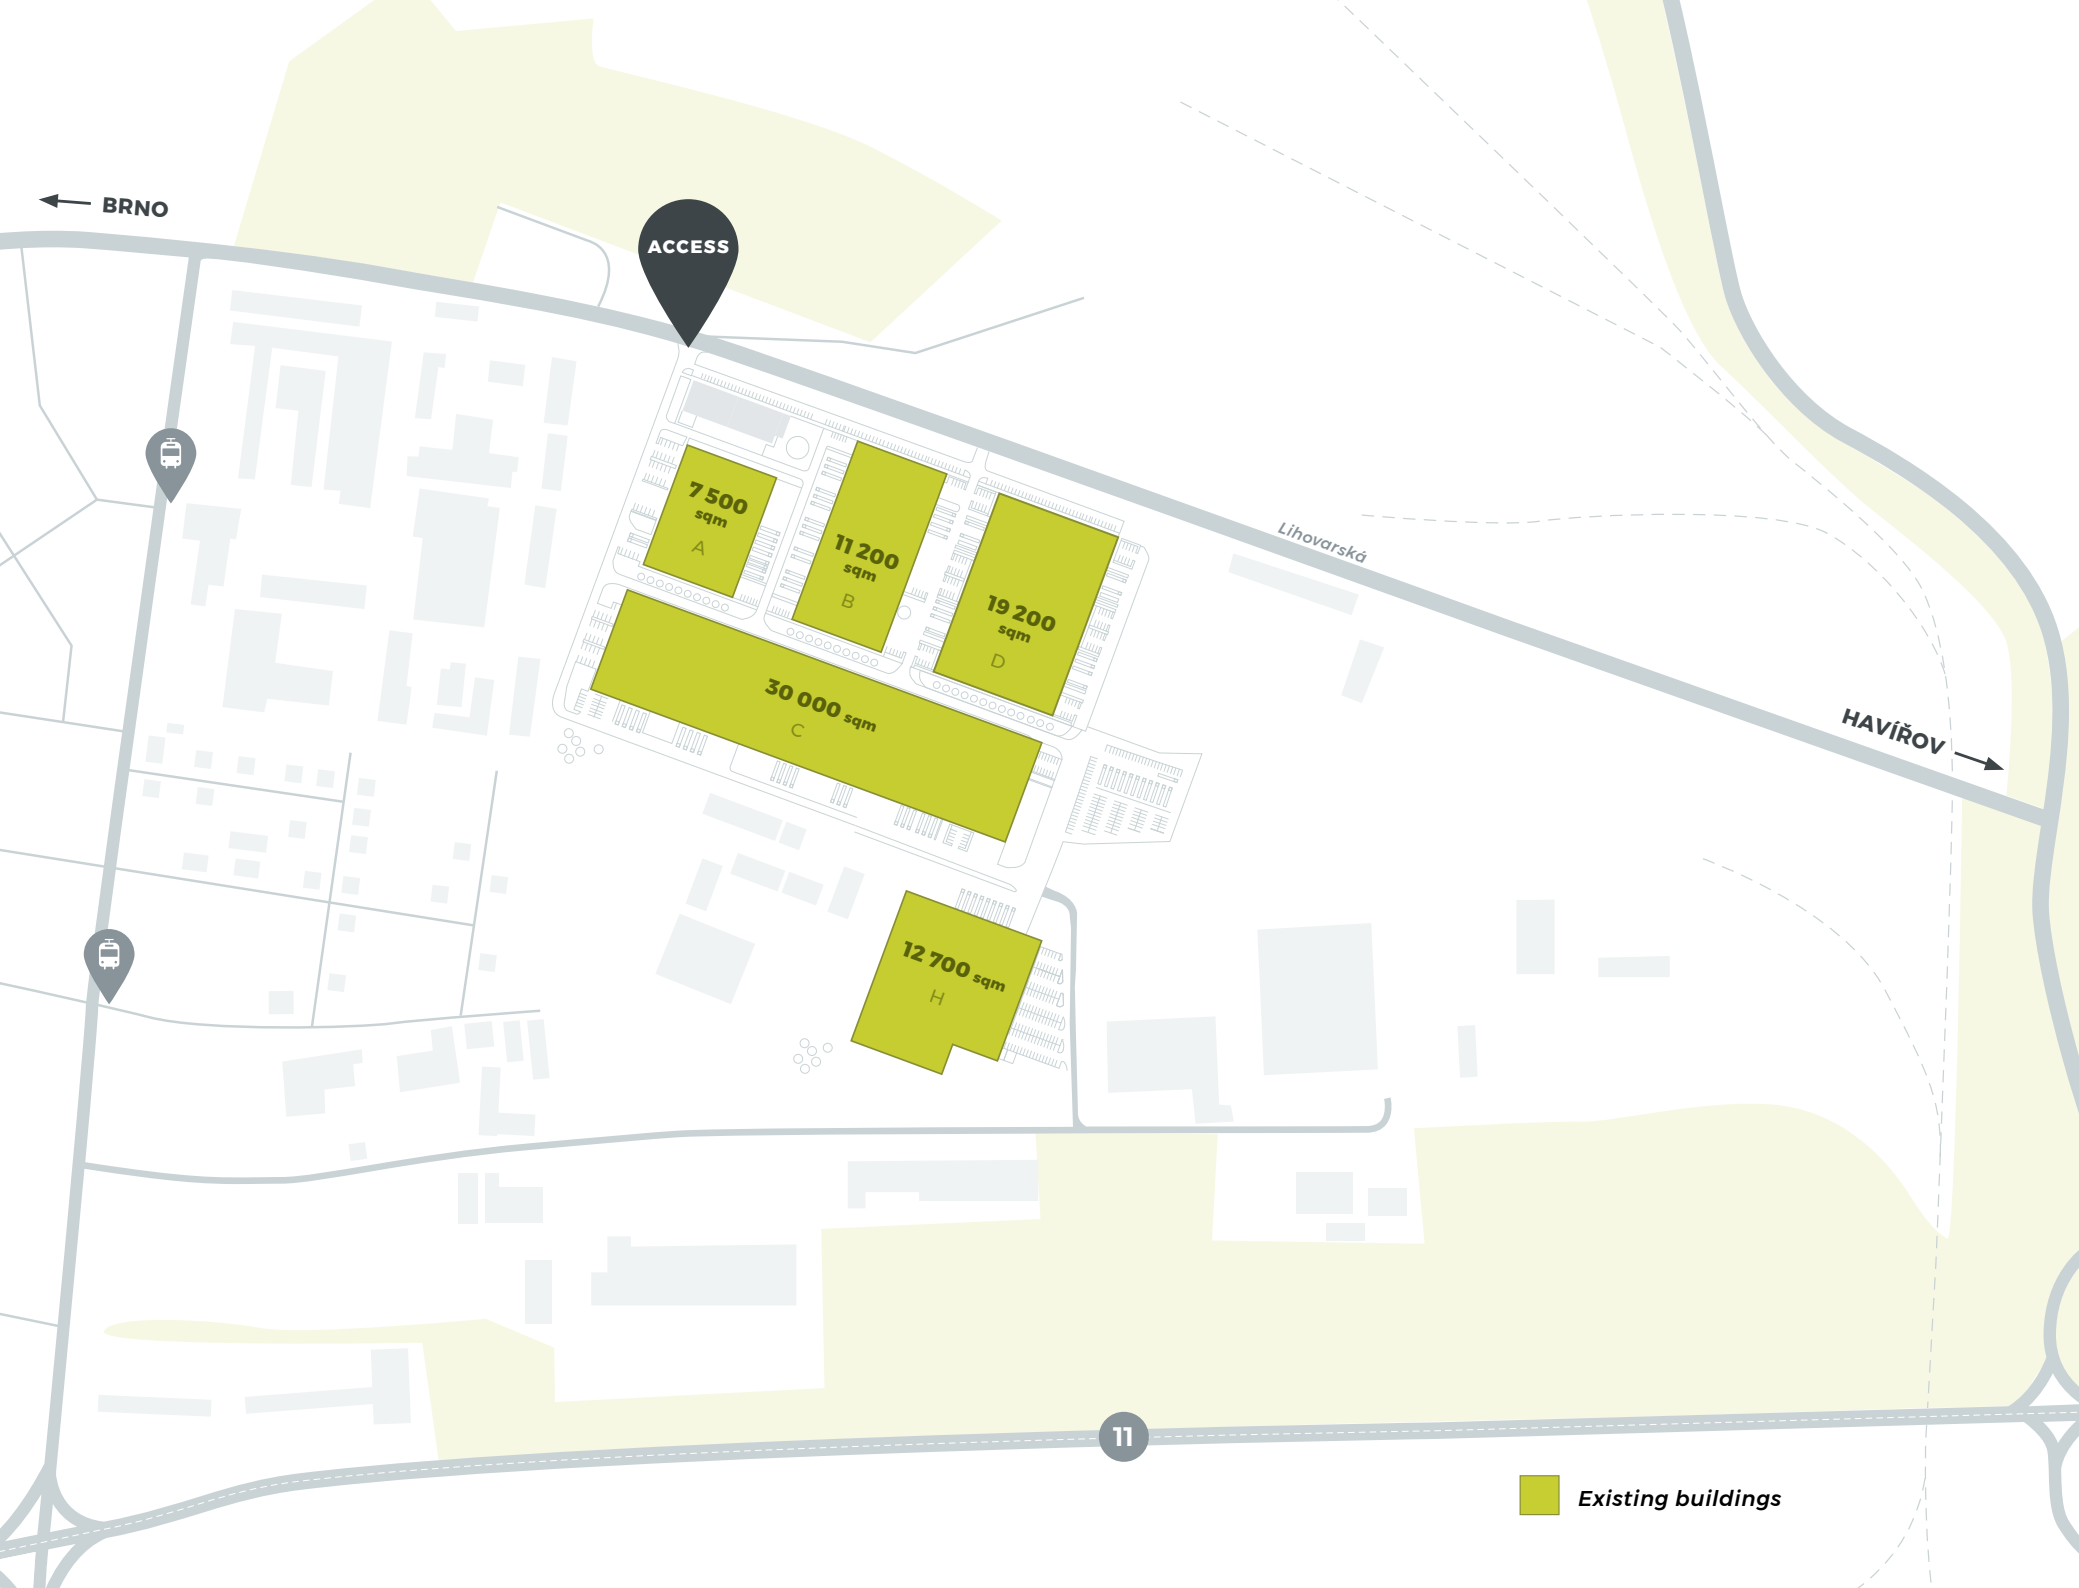 BRNO
ACCESS
7 500
sqm
A
11 200
sqm
B
Lihovarská
19 200
sqm
D
30 000 sqm
C
HAVÍŘOV
12 700 sqm
H
11
Existing buildings